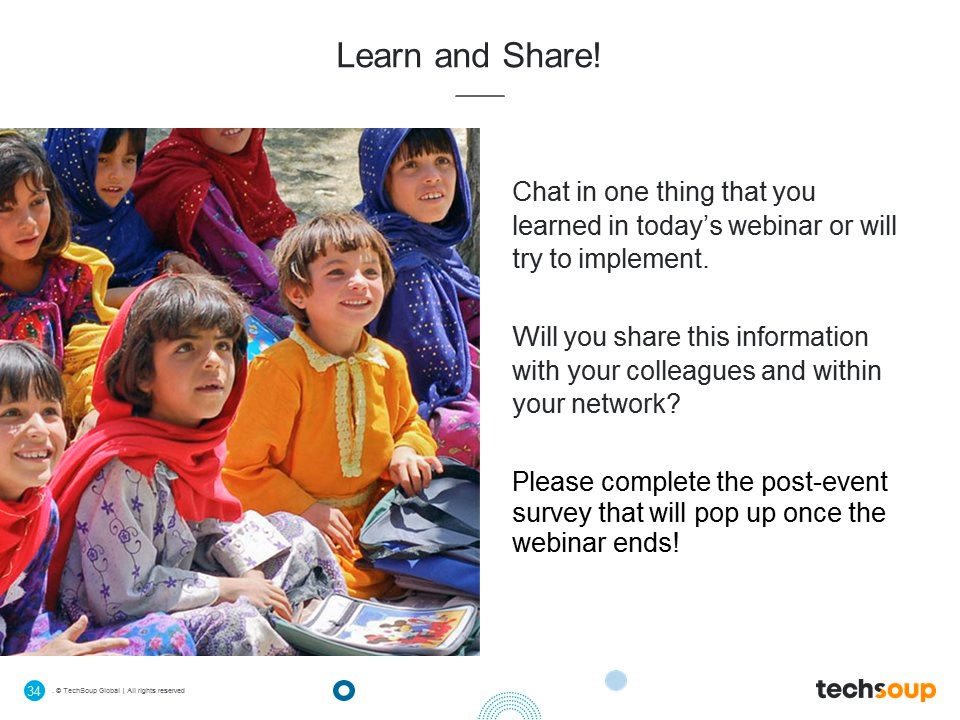 Learn and Share!
Chat in one thing that you
learned in today’s webinar or will
try to implement.
Will you share this information
with your colleagues and within
your network?
Please complete the post-event
survey that will pop up once the
webinar ends!
34
. © TechSoup Global | All rights reserved
techsoup